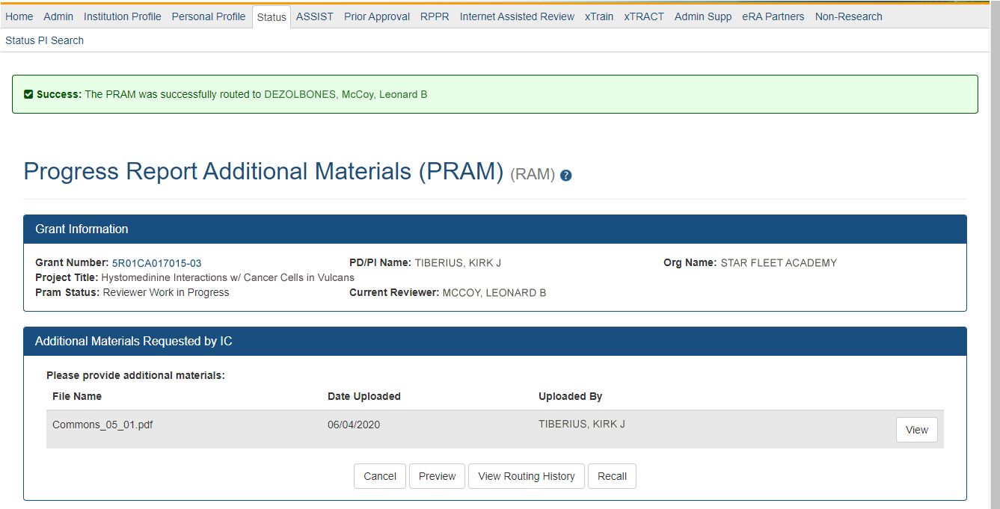 Home Admin Institution Profile Personal Profile Status ASSIST Prior Approval RPPR Internet Assisted Review xTrain xTRACT Admin Supp eRA Partners Non-Research
Status PI Search
Success: The PRAM was successfully routed to DEZOLBONES, McCoy, Leonard B
Progress Report Additional Materials (PRAM) (RAM) ?
Grant Information
Grant Number: 5R01CA017015-03 PD/PI Name: TIBERIUS, KIRK J Org Name: STAR FLEET ACADEMY
Project Title: Hystomedinine Interactions w/ Cancer Cells in Vulcans
Pram Status: Reviewer Work in Progress Current Reviewer: MCCOY, LEONARD B
Additional Materials Requested by IC
Please provide additional materials:
File Name Date Uploaded Uploaded By
Commons_05_01.pdf 06/04/2020 TIBERIUS, KIRK J View
Cancel Preview View Routing History Recall